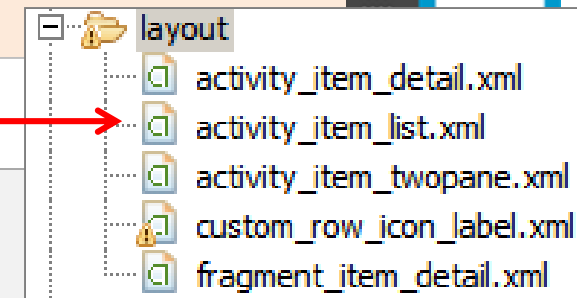 layout
activity_item_detail.xml
activity_item_list.xml
activity_item_twopane.xml
custom_row_icon_label.xml
fragment_item_detail.xml